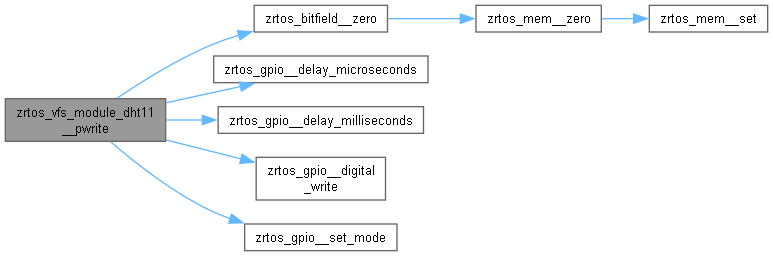 zrtos_vfs_module_dht11
__pwrite
zrtos_bitfield__zero
zrtos_mem__zero
zrtos_mem__set
zrtos_gpio__delay_microseconds
zrtos_gpio__delay_milliseconds
zrtos_gpio__digital
_write
zrtos_gpio__set_mode